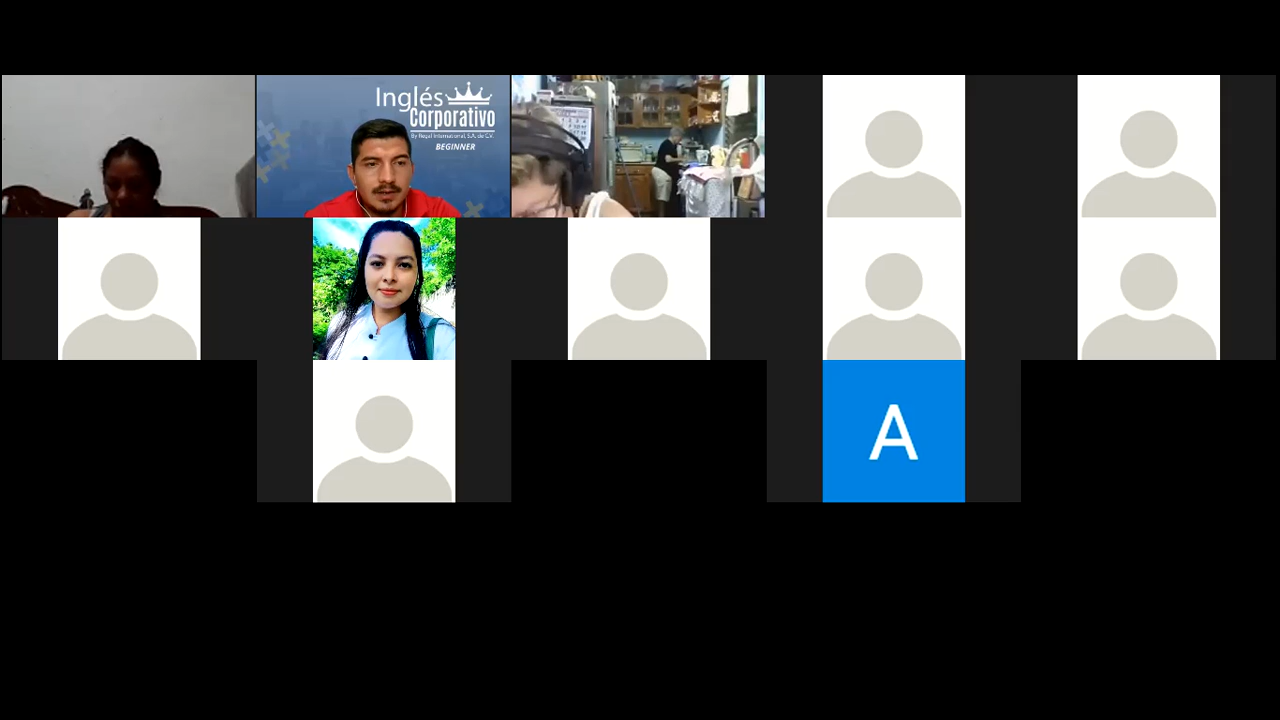 Inglés
Corporativo
By Regal International, S.A. de C.V.
BEGINNER
A